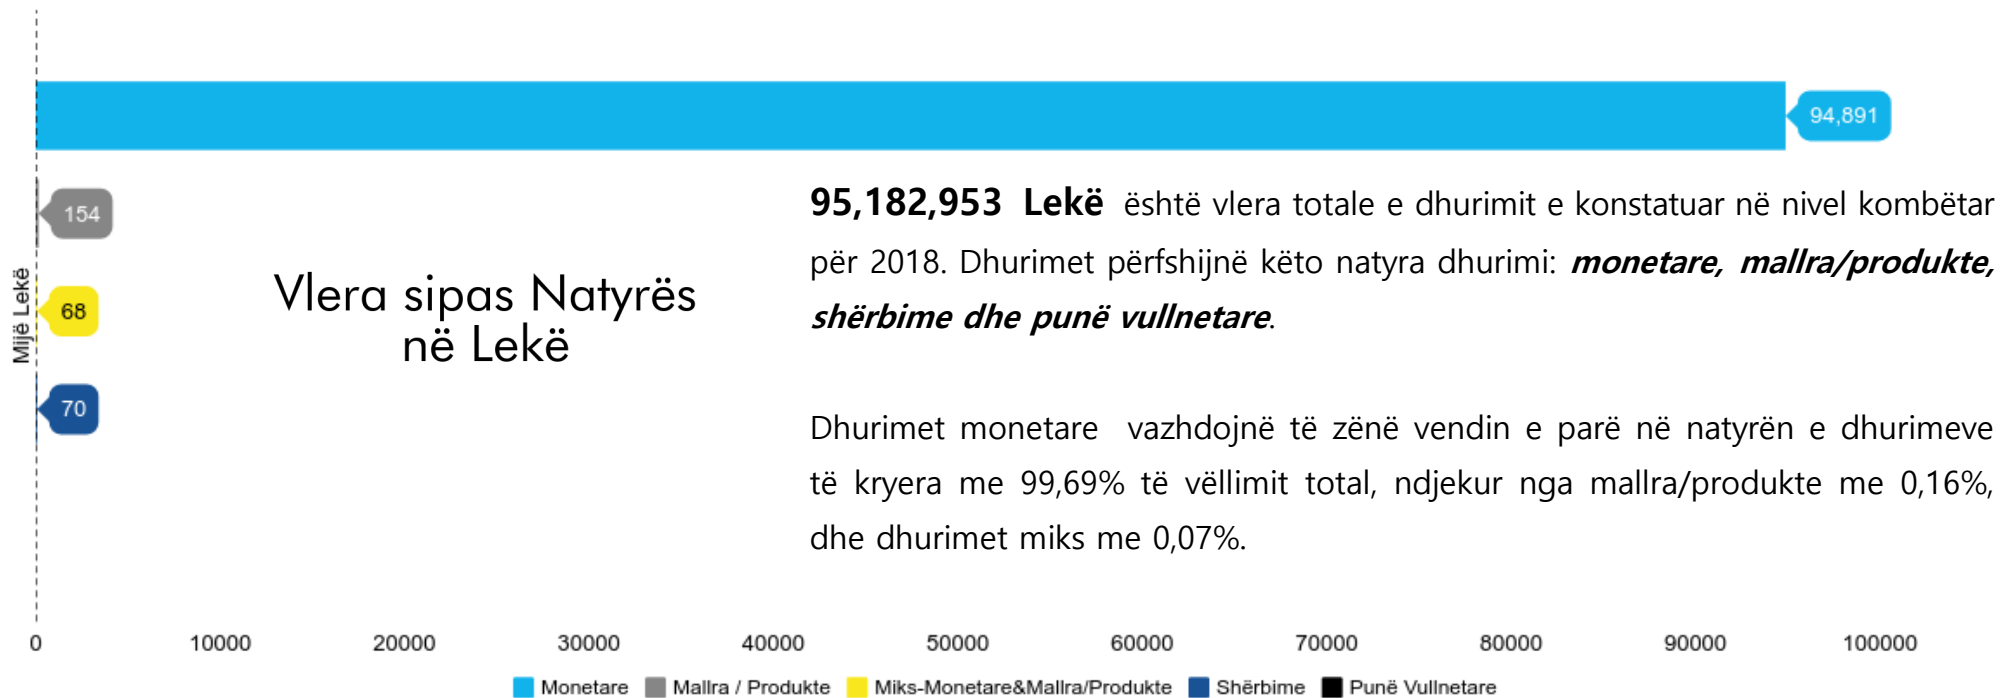 94,891
154
68
70
Mijë Lekë
Vlera sipas Natyrës
në Lekë
95,182,953 Lekë është vlera totale e dhurimit e konstatuar në nivel kombëtar
për 2018. Dhurimet përfshijnë këto natyra dhurimi: monetare, mallra/produkte,
shërbime dhe punë vullnetare.
Dhurimet monetare vazhdojnë të zënë vendin e parë në natyrën e dhurimeve
të kryera me 99,69% të vëllimit total, ndjekur nga mallra/produkte me 0,16%,
dhe dhurimet miks me 0,07%.
0 10000 20000 30000 40000 50000 60000 70000 80000 90000 100000
Monetare Mallra / Produkte Miks-Monetare&Mallra/Produkte Shërbime Punë Vullnetare